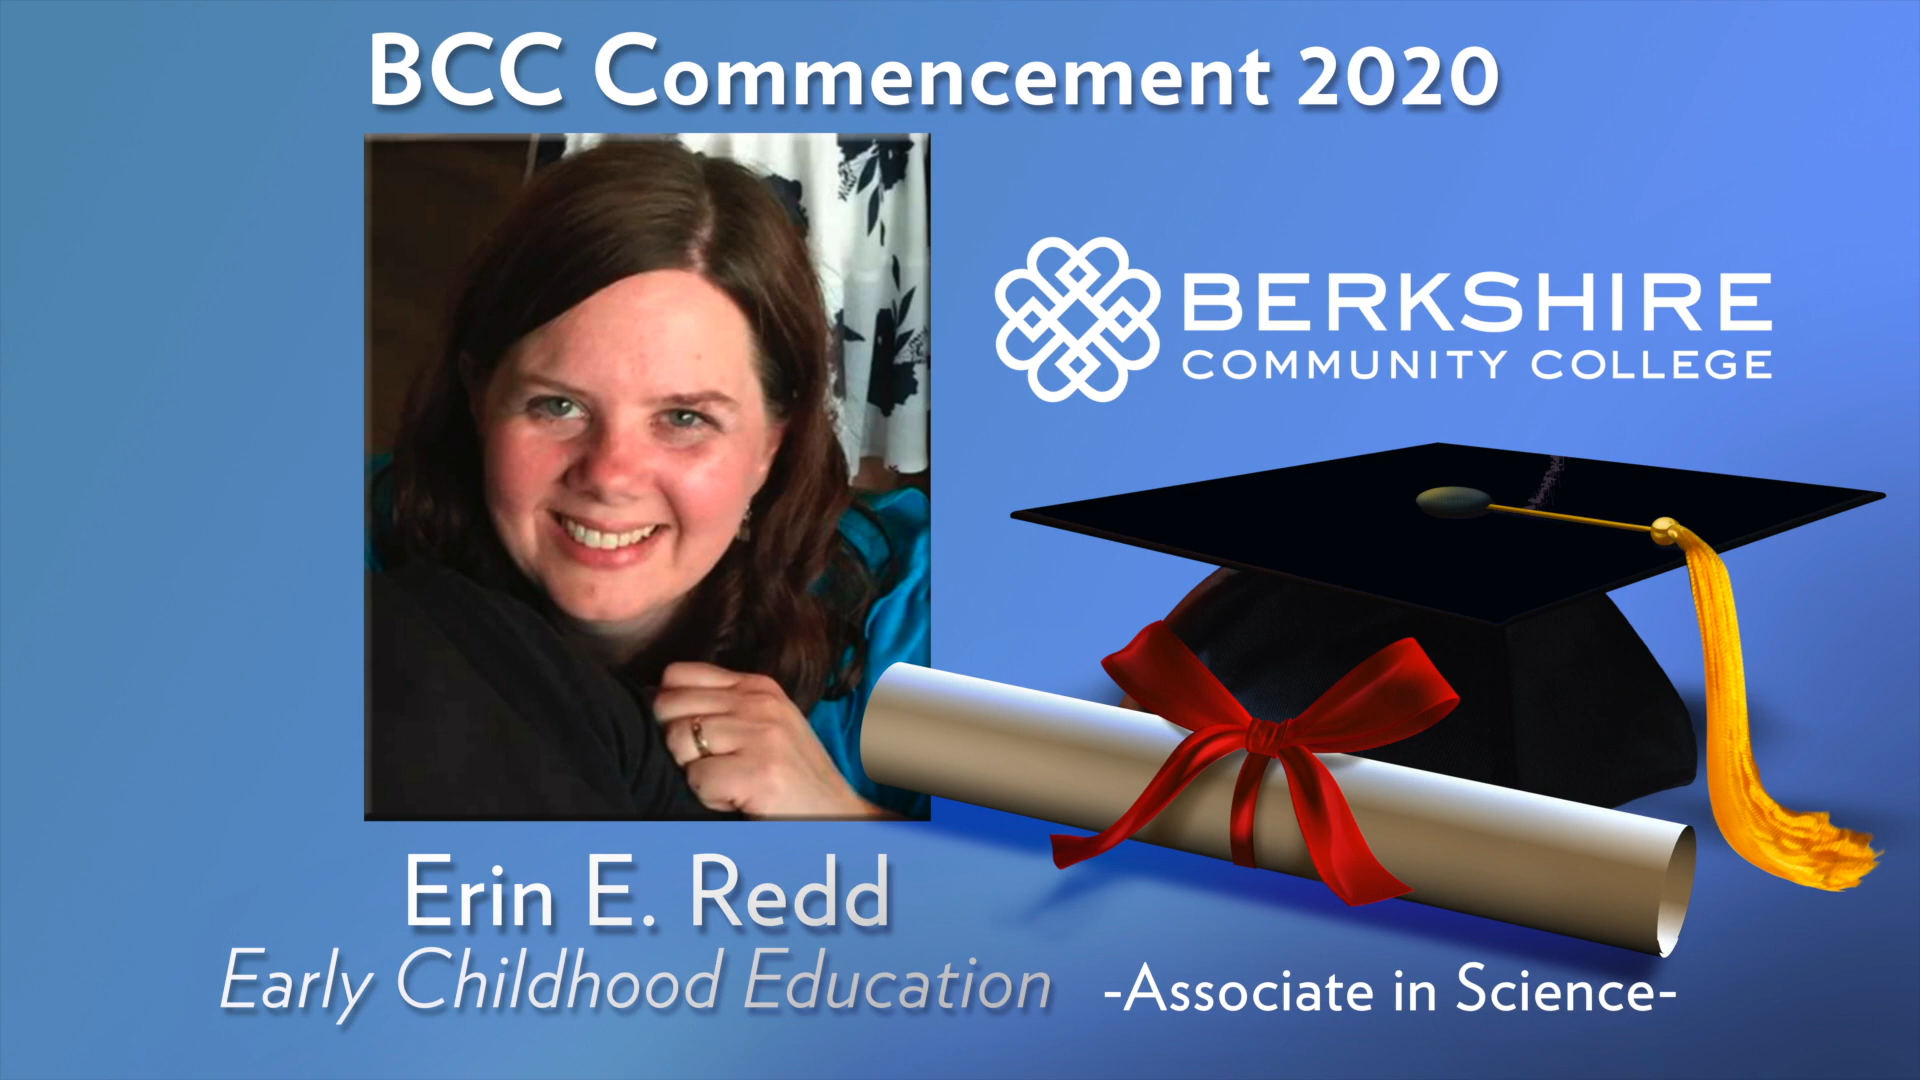 BCC Commencement 2020
BERKSHIRE
COMMUNITY COLLEGE
Erin E. Redd
Early Childhood Education
-Associate in Science-